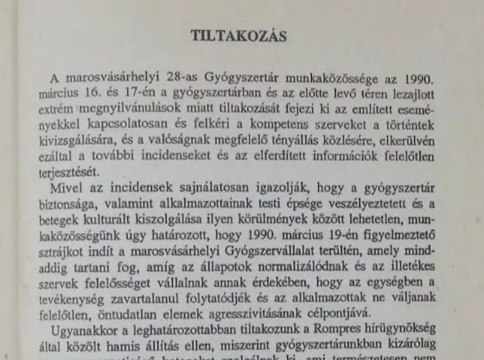 TILTAKOZÁS
A marosvásárhelyi 28-as Gyógyszertár munkaközössége az 1990.
március 16. és 17-én a gyógyszertárban és az előtte levő téren lezajlott
extrém megnyilvánulások miatt tiltakozását fejezi ki az említett esemé-
nyekkel kapcsolatosan és felkéri a kompetens szerveket a történtek
kivizsgálására, és a valóságnak megfelelő tényállás közlésére, elkerülvén
ezáltal a további incidenseket és az elferdített információk felelőtlen
terjesztését.
Mivel az incidensek sajnálatosan igazolják, hogy a gyógyszertár
biztonsága, valamint alkalmazottainak testi épsége veszélyeztetett és a
betegek kulturált kiszolgálása ilyen körülmények között lehetetlen, mun-
kaközösségünk úgy határozott, hogy 1990. március 19-én figyelmeztető
sztrájkot indít a marosvásárhelyi Gyógszervállalat terültén, amely mind-
addig tartani fog, amíg az állapotok normalizálódnak és az illetékes
szervek felelősséget vállalnak annak érdekében, hogy az egységben a
tevékenység zavartalanul folytatódjék és az alkalmazottak ne váljanak
felelőtlen, öntudatlan elemek agresszivitásának célpontjává.
Ugyanakkor a leghatározottabban tiltakozunk a Rompres hírügynökség
által közölt hamis állítás ellen, miszerint gyógyszertárunkban kizárólag